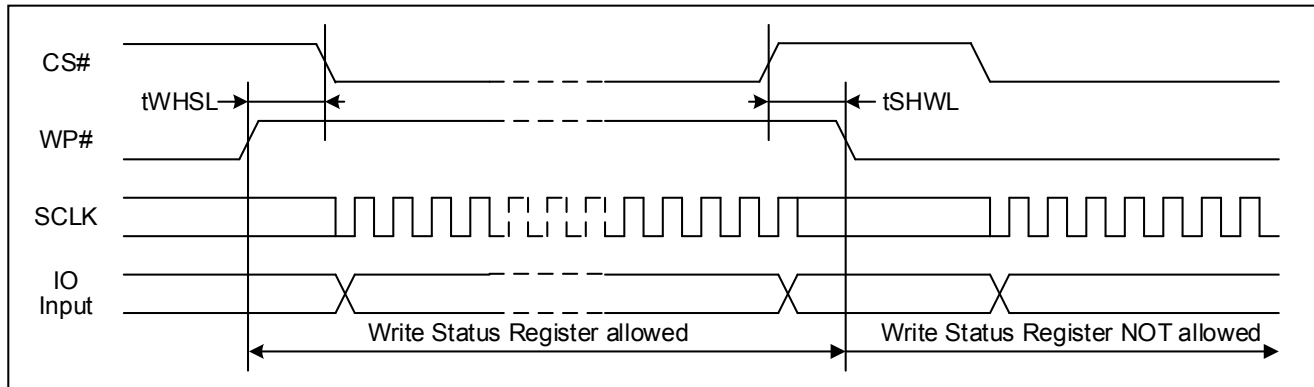 CS#
tWHSL
tSHWL
WP#
SCLK
IO
Input
Write Status Register allowed
Write Status Register NOT allowed